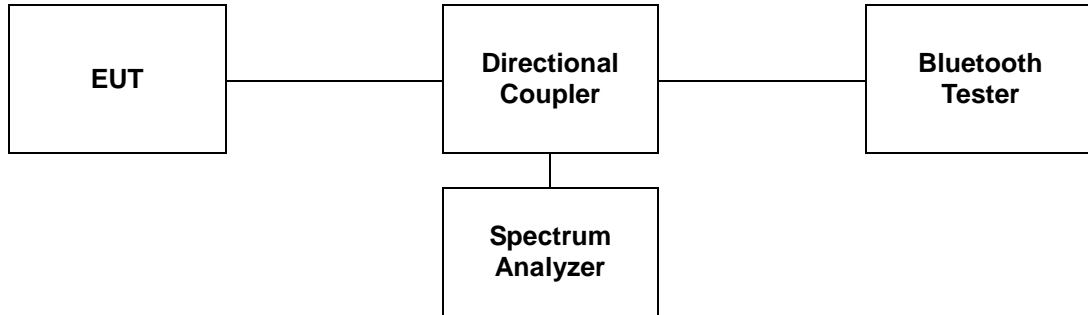 EUT
Directional
Coupler
Bluetooth
Tester
Spectrum
Analyzer